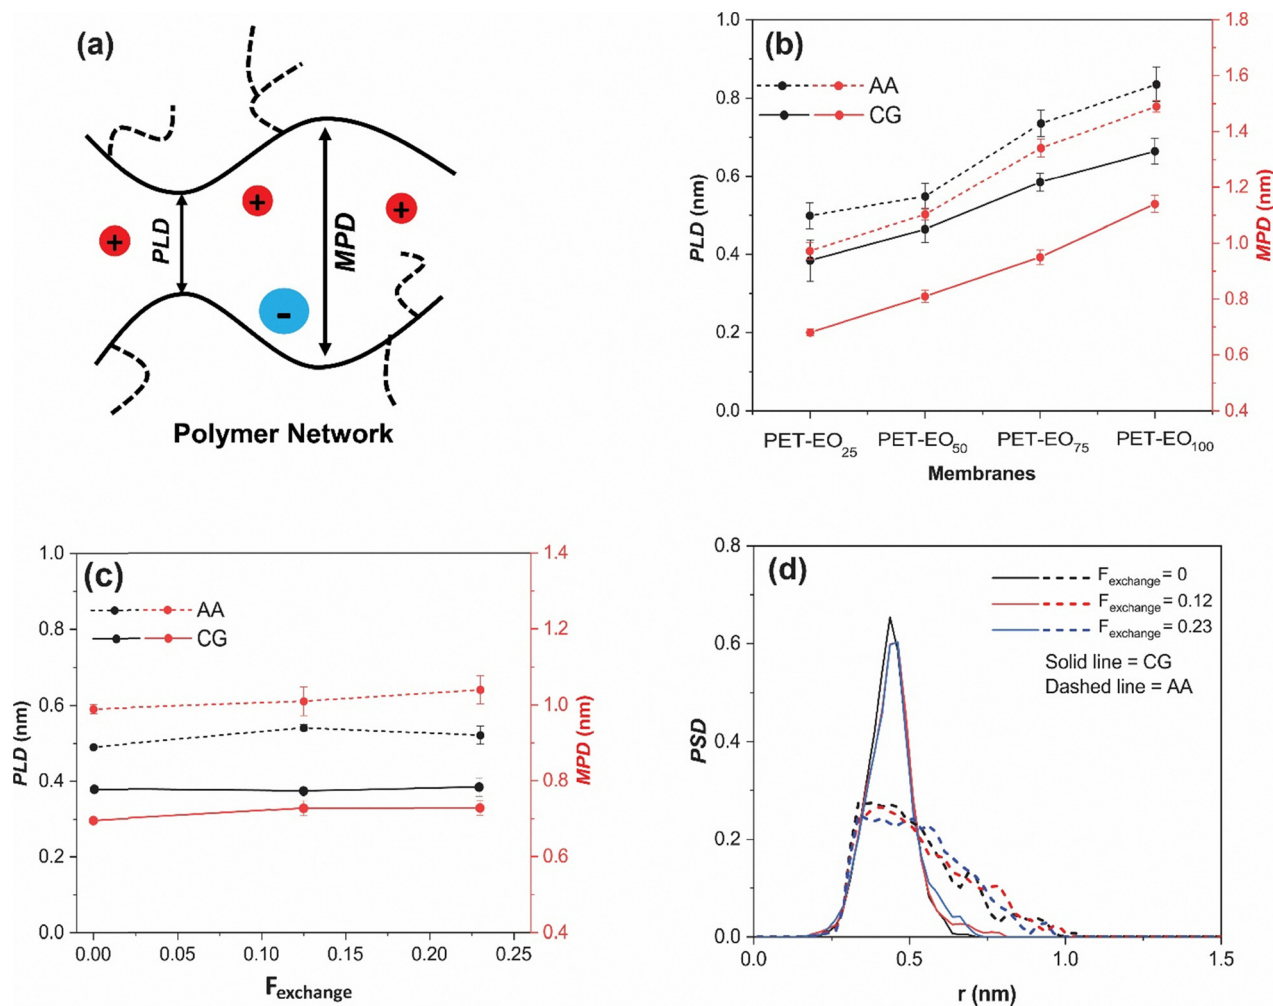 (a)
+
+
+
-
PLD
MPD
Polymer Network
(b)
AA
CG
PLD (nm)
1.0
0.8
0.6
0.4
0.2
0.0
MPD (nm)
1.8
1.6
1.4
1.2
1.0
0.8
0.6
0.4
PET-EO25 PET-EO50 PET-EO75 PET-EO100
Membranes
(c)
AA
CG
PLD (nm)
1.0
0.8
0.6
0.4
0.2
0.0
MPD (nm)
1.4
1.2
1.0
0.8
0.6
0.4
0.00 0.05 0.10 0.15 0.20 0.25
Fexchange
(d)
Fexchange = 0
Fexchange = 0.12
Fexchange = 0.23
Solid line = CG
Dashed line = AA
PSD
0.8
0.6
0.4
0.2
0.0
0.0 0.5 1.0 1.5
r (nm)